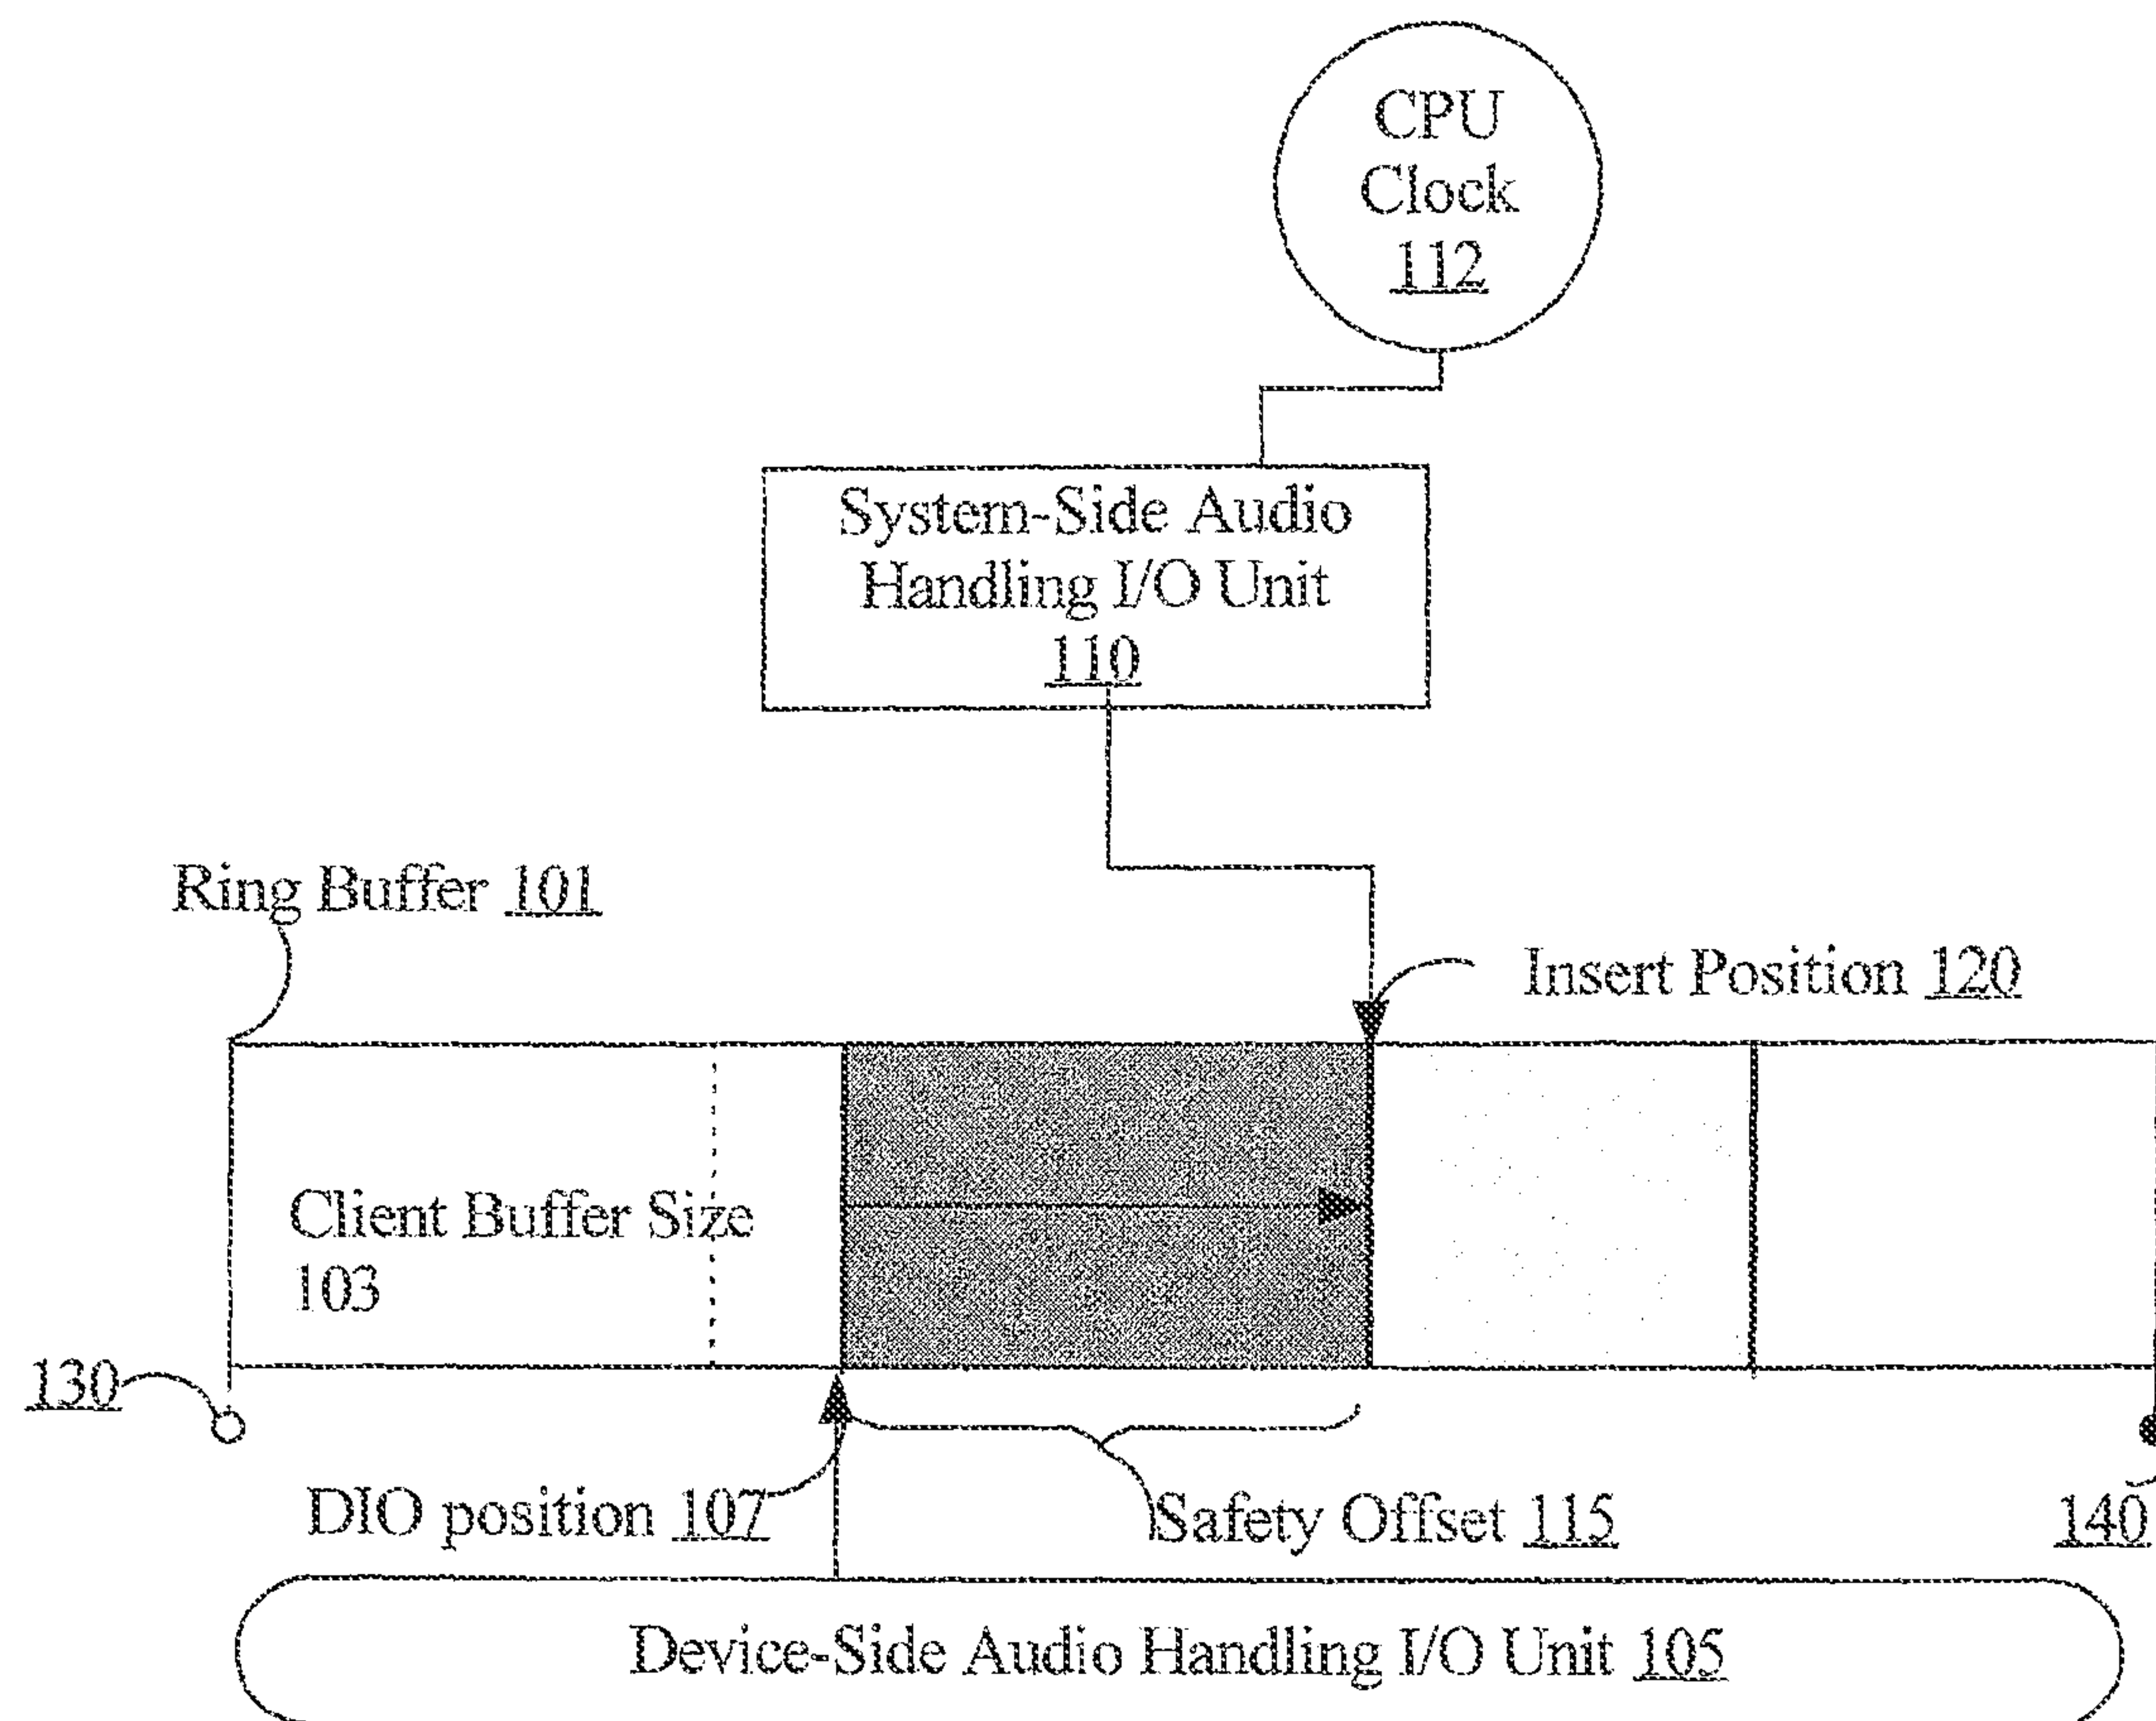 CPU
Clock
112
System-Side Audio
Handling I/O Unit
110
Ring Buffer 101
Insert Position 120
Client Buffer Size
103
130
DIO position 107
Safety Offset 115
140
Device-Side Audio Handling I/O Unit 105